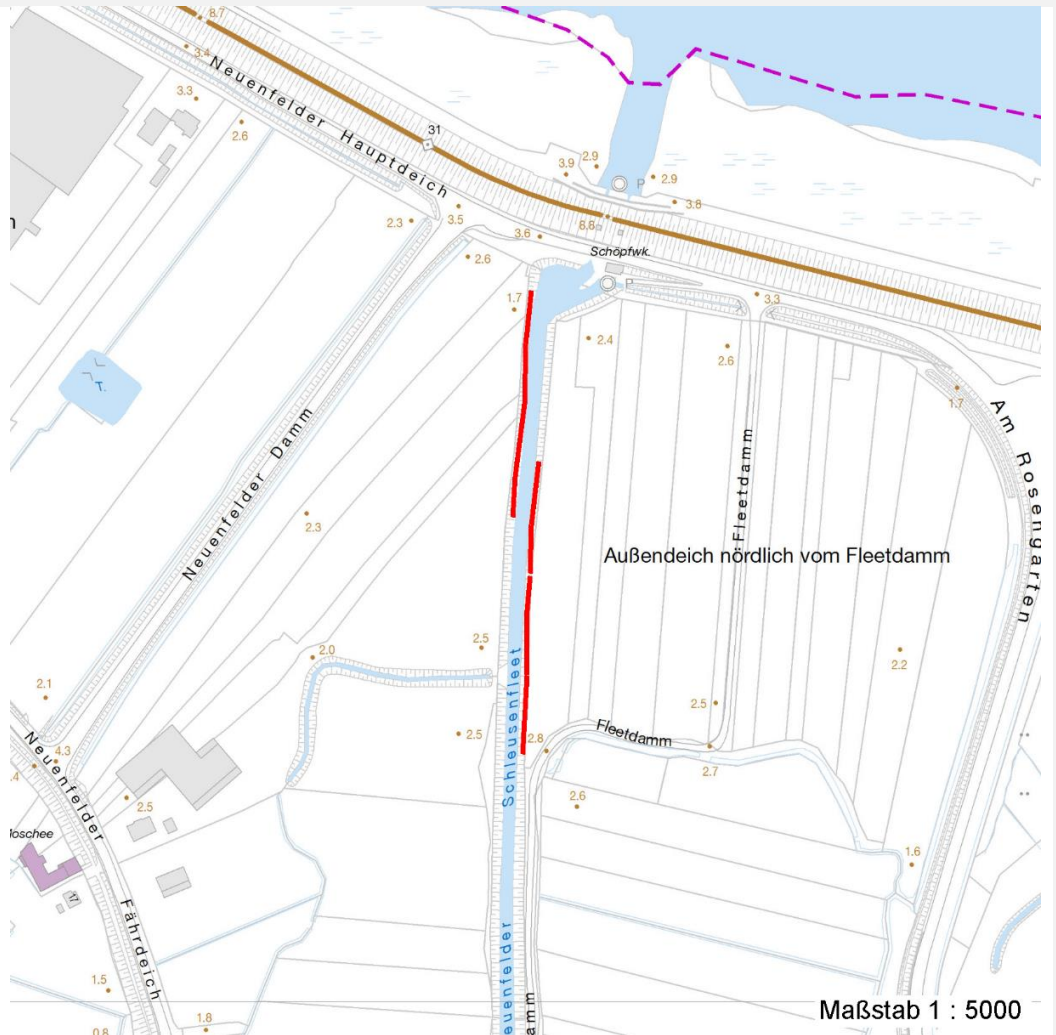 8.7
3.4
3.3
2.6
Neuenfelder Hauptdeich
31
3.9
2.9
P
2.9
3.8
8.8
2.3
3.5
3.6
Schöpfwk.
2.6
P
1.7
3.3
2.4
2.6
T.
1.7
Am Rosengarten
Neuenfelder Damm
Fleetdamm
2.3
Außendeich nördlich vom Fleetdamm
2.5
2.0
2.2
2.1
2.5
2.5
Fleetdamm
2.8
2.7
4.3
Neuenfelder Fährdeich
2.5
2.6
Schleusenfleet
1.6
17
1.5
1.8
0.8
Maßstab 1 : 5000